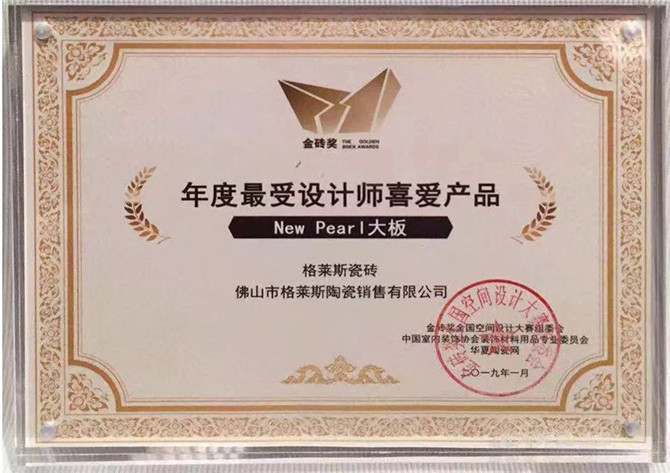 金砖奖 THE GOLDEN
BRICK AWARDS
年度最受设计师喜爱产品
New Pearl大板
格莱斯瓷砖
佛山市格莱斯陶瓷销售有限公司
金砖奖全国空间设计大赛组委会
中国室内装饰协会装饰材料用品专业委员会
华夏陶瓷网
二〇一九年一月